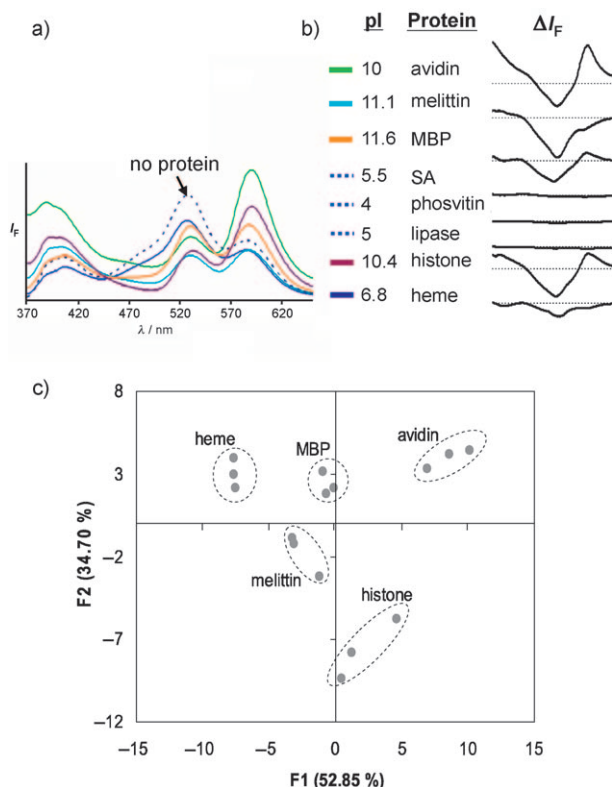 a)
b)
pI Protein ΔIF
10 avidin
11.1 melittin
11.6 MBP
5.5 SA
4 phosvitin
5 lipase
10.4 histone
6.8 heme
no protein
IF
370 420 470 520 570 620
λ / nm
c)
8
3
−2
−7
−12
F2 (34.70 %)
heme
MBP
avidin
melittin
histone
−15 −10 −5 0 5 10 15
F1 (52.85 %)